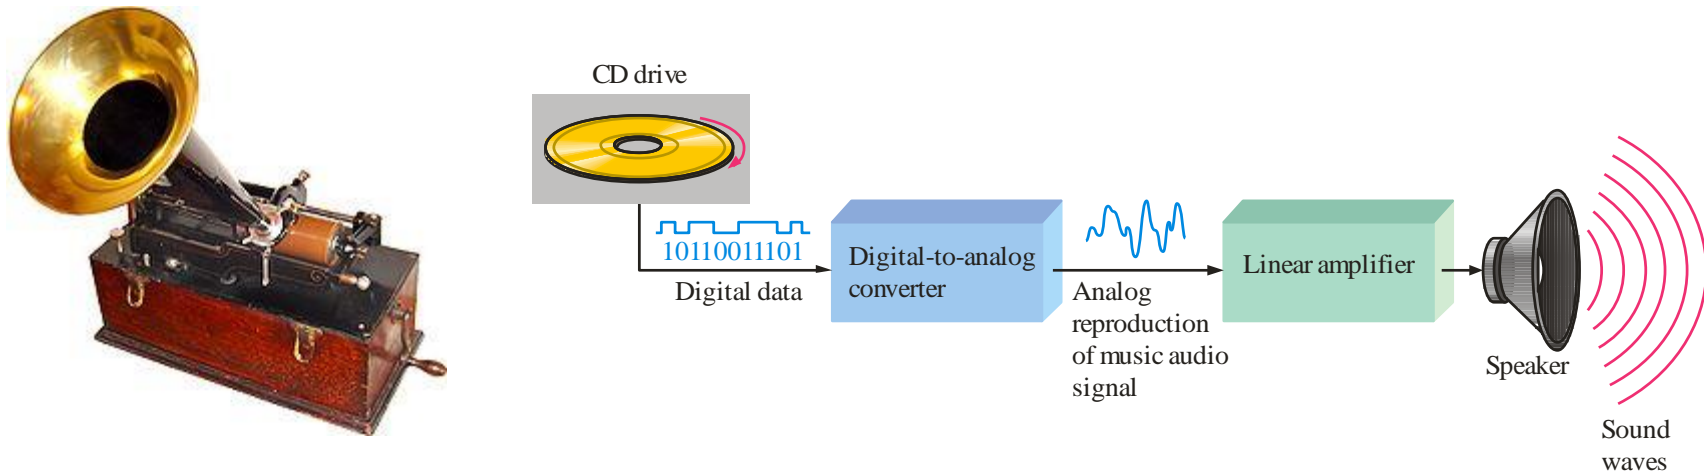 CD drive
10110011101
Digital data
Digital-to-analog
converter
Analog
reproduction
of music audio
signal
Linear amplifier
Speaker
Sound
waves